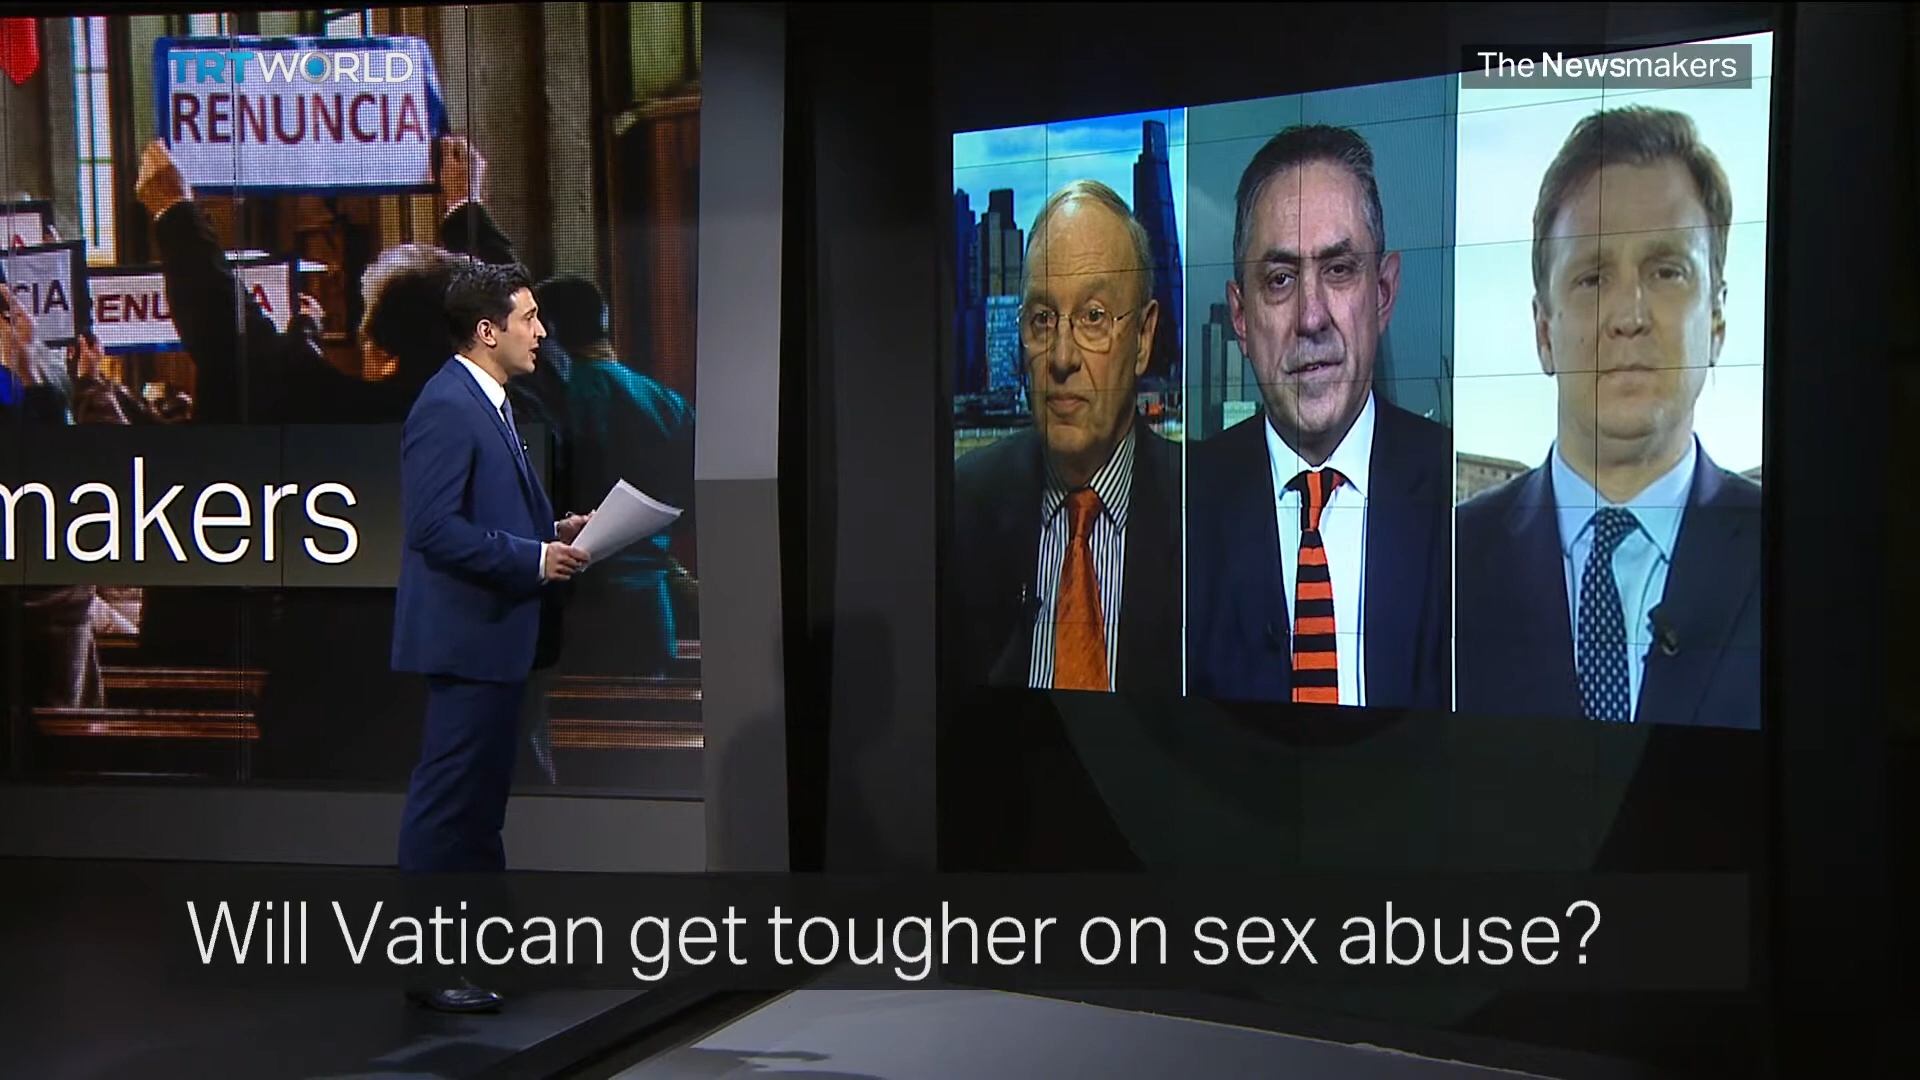 TRT WORLD
RENUNCIA
The Newsmakers
CIA
RENU
A
makers
Will Vatican get tougher on sex abuse?